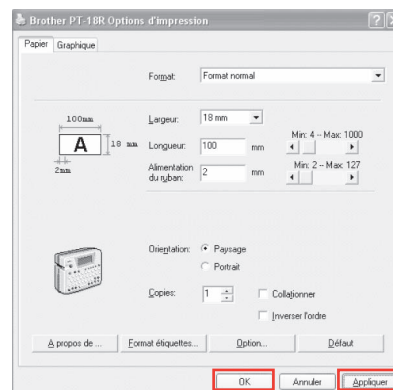 Brother PT-18R Options d'impression
Papier Graphique
Format: Format normal
100mm
A
18 mm
2mm
Largeur: 18 mm
Longueur: 100 mm Min: 4 -- Max: 1000
Alimentation du ruban: 2 mm Min: 2 -- Max: 127
Orientation: Paysage
Portrait
Copies: 1 Collationner
Inverser l'ordre
A propos de ... Format étiquettes... Option... Défaut
OK Annuler Appliquer